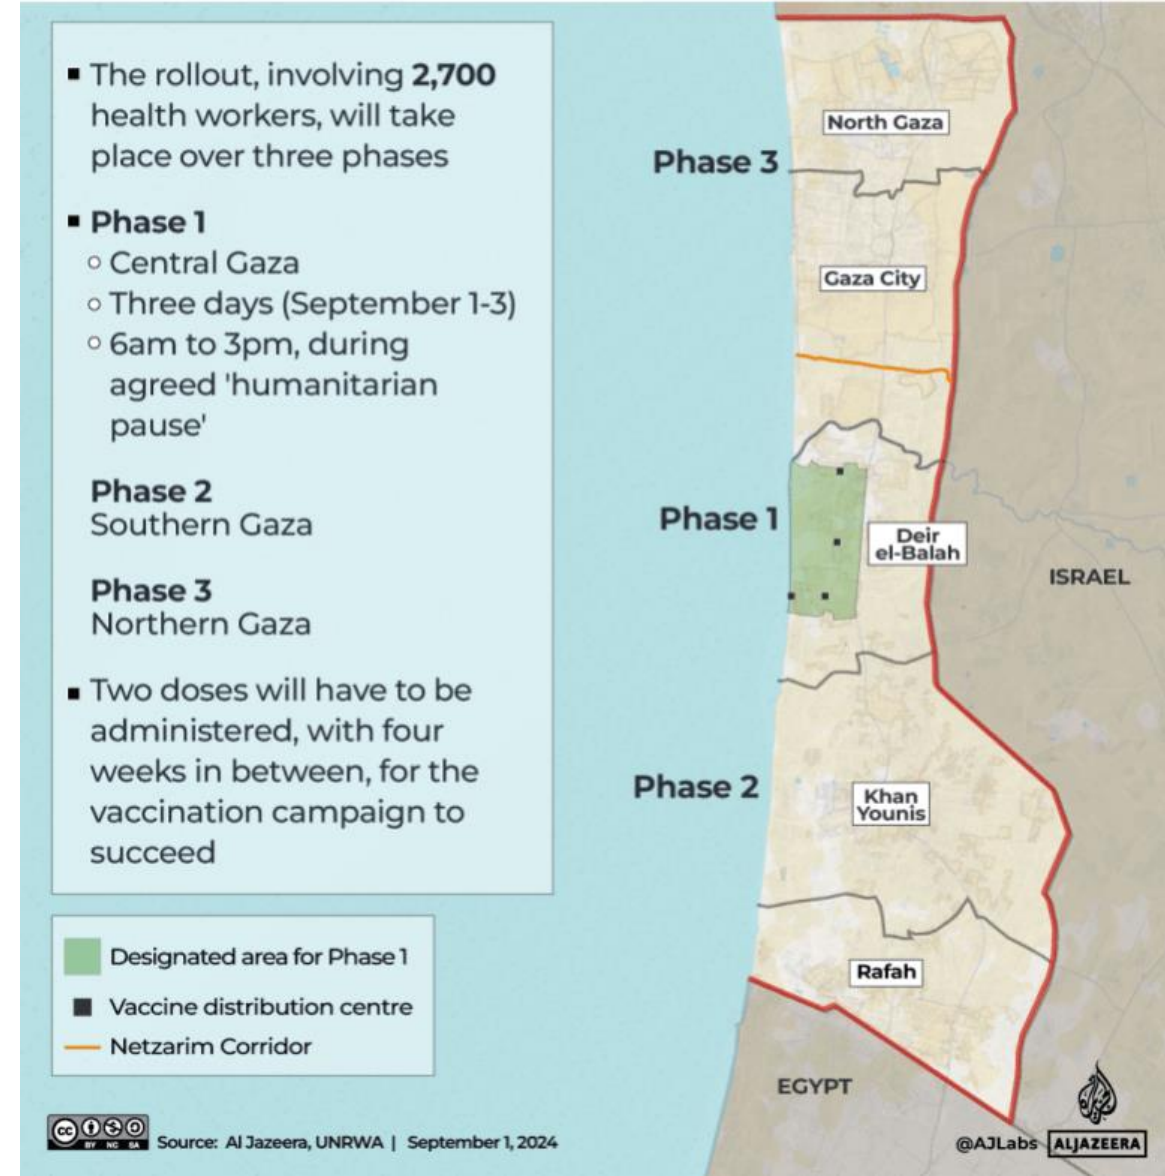 The rollout, involving 2,700
health workers, will take
place over three phases
Phase 1
Central Gaza
Three days (September 1-3)
6am to 3pm, during
agreed 'humanitarian
pause'
Phase 2
Southern Gaza
Phase 3
Northern Gaza
Two doses will have to be
administered, with four
weeks in between, for the
vaccination campaign to
succeed
Designated area for Phase 1
Vaccine distribution centre
Netzarim Corridor
North Gaza
Phase 3
Gaza City
Phase 1
Deir
el-Balah
ISRAEL
Phase 2
Khan
Younis
Rafah
EGYPT
cc BY NC SA
Source: Al Jazeera, UNRWA | September 1, 2024
@AJLabs ALJAZEERA